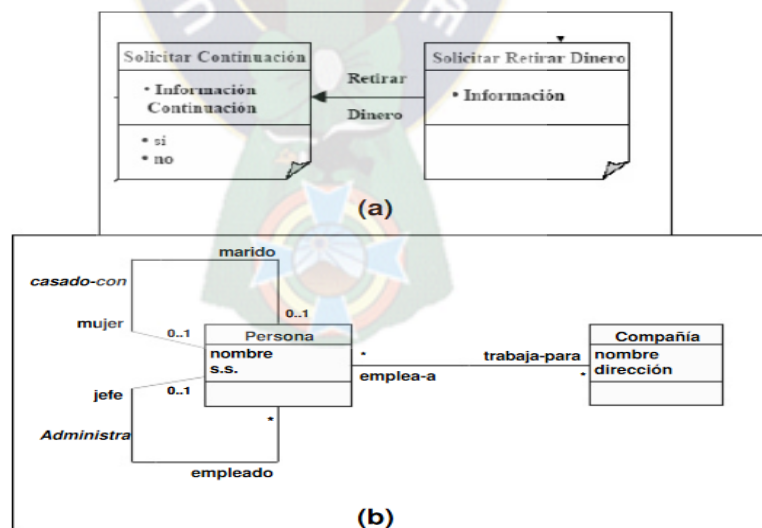 Solicitar Continuación
• Información
Continuación
• si
• no
Retirar
Dinero
Solicitar Retirar Dinero
• Información
(a)
marido
casado-con
mujer
0..1
0..1
Persona
nombre
s.s.
*
emplea-a
trabaja-para
*
Compañía
nombre
dirección
jefe
0..1
Administra
*
empleado
(b)